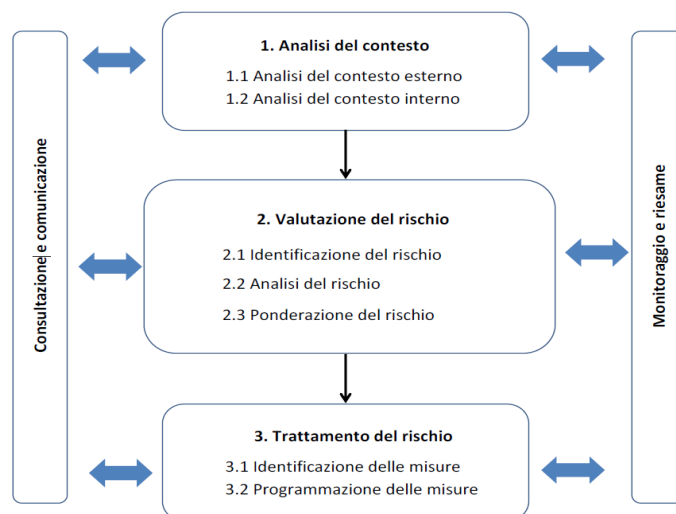 Consultazione e comunicazione
1. Analisi del contesto
1.1 Analisi del contesto esterno
1.2 Analisi del contesto interno
2. Valutazione del rischio
2.1 Identificazione del rischio
2.2 Analisi del rischio
2.3 Ponderazione del rischio
3. Trattamento del rischio
3.1 Identificazione delle misure
3.2 Programmazione delle misure
Monitoraggio e riesame